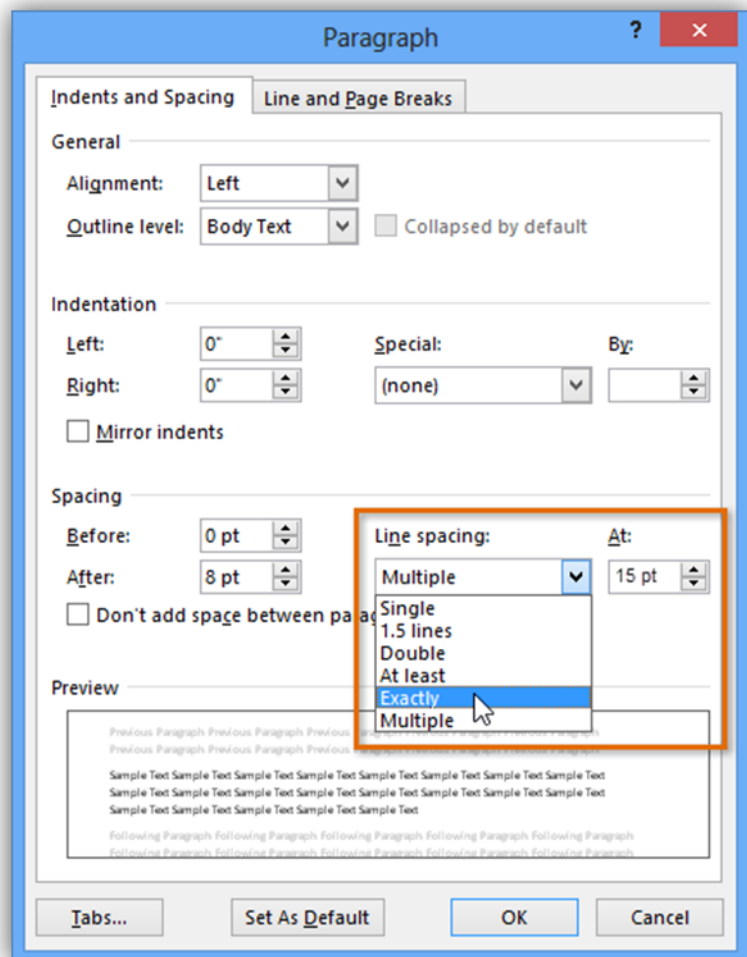 Paragraph
?
Indents and Spacing
Line and Page Breaks
General
Alignment: Left
Outline level: Body Text Collapsed by default
Indentation
Left: 0" Special: By:
Right: 0" (none)
Mirror indents
Spacing
Before: 0 pt Line spacing: At:
After: 8 pt Multiple 15 pt
Don't add space between
Single
1.5 lines
Double
At least
Exactly
Multiple
Preview
Previous Paragraph Previous Paragraph Previous
Previous Paragraph Previous Paragraph Previous Paragraph Previous Paragraph Previous Paragraph
Sample Text Sample Text Sample Text Sample Text Sample Text Sample Text Sample Text Sample Text
Sample Text Sample Text Sample Text Sample Text Sample Text Sample Text Sample Text Sample Text
Sample Text Sample Text Sample Text Sample Text Sample Text
Following Paragraph Following Paragraph Following Paragraph Following Paragraph Following Paragraph
Following Paragraph Following Paragraph Following Paragraph Following Paragraph Following Paragraph
Tabs... Set As Default OK Cancel